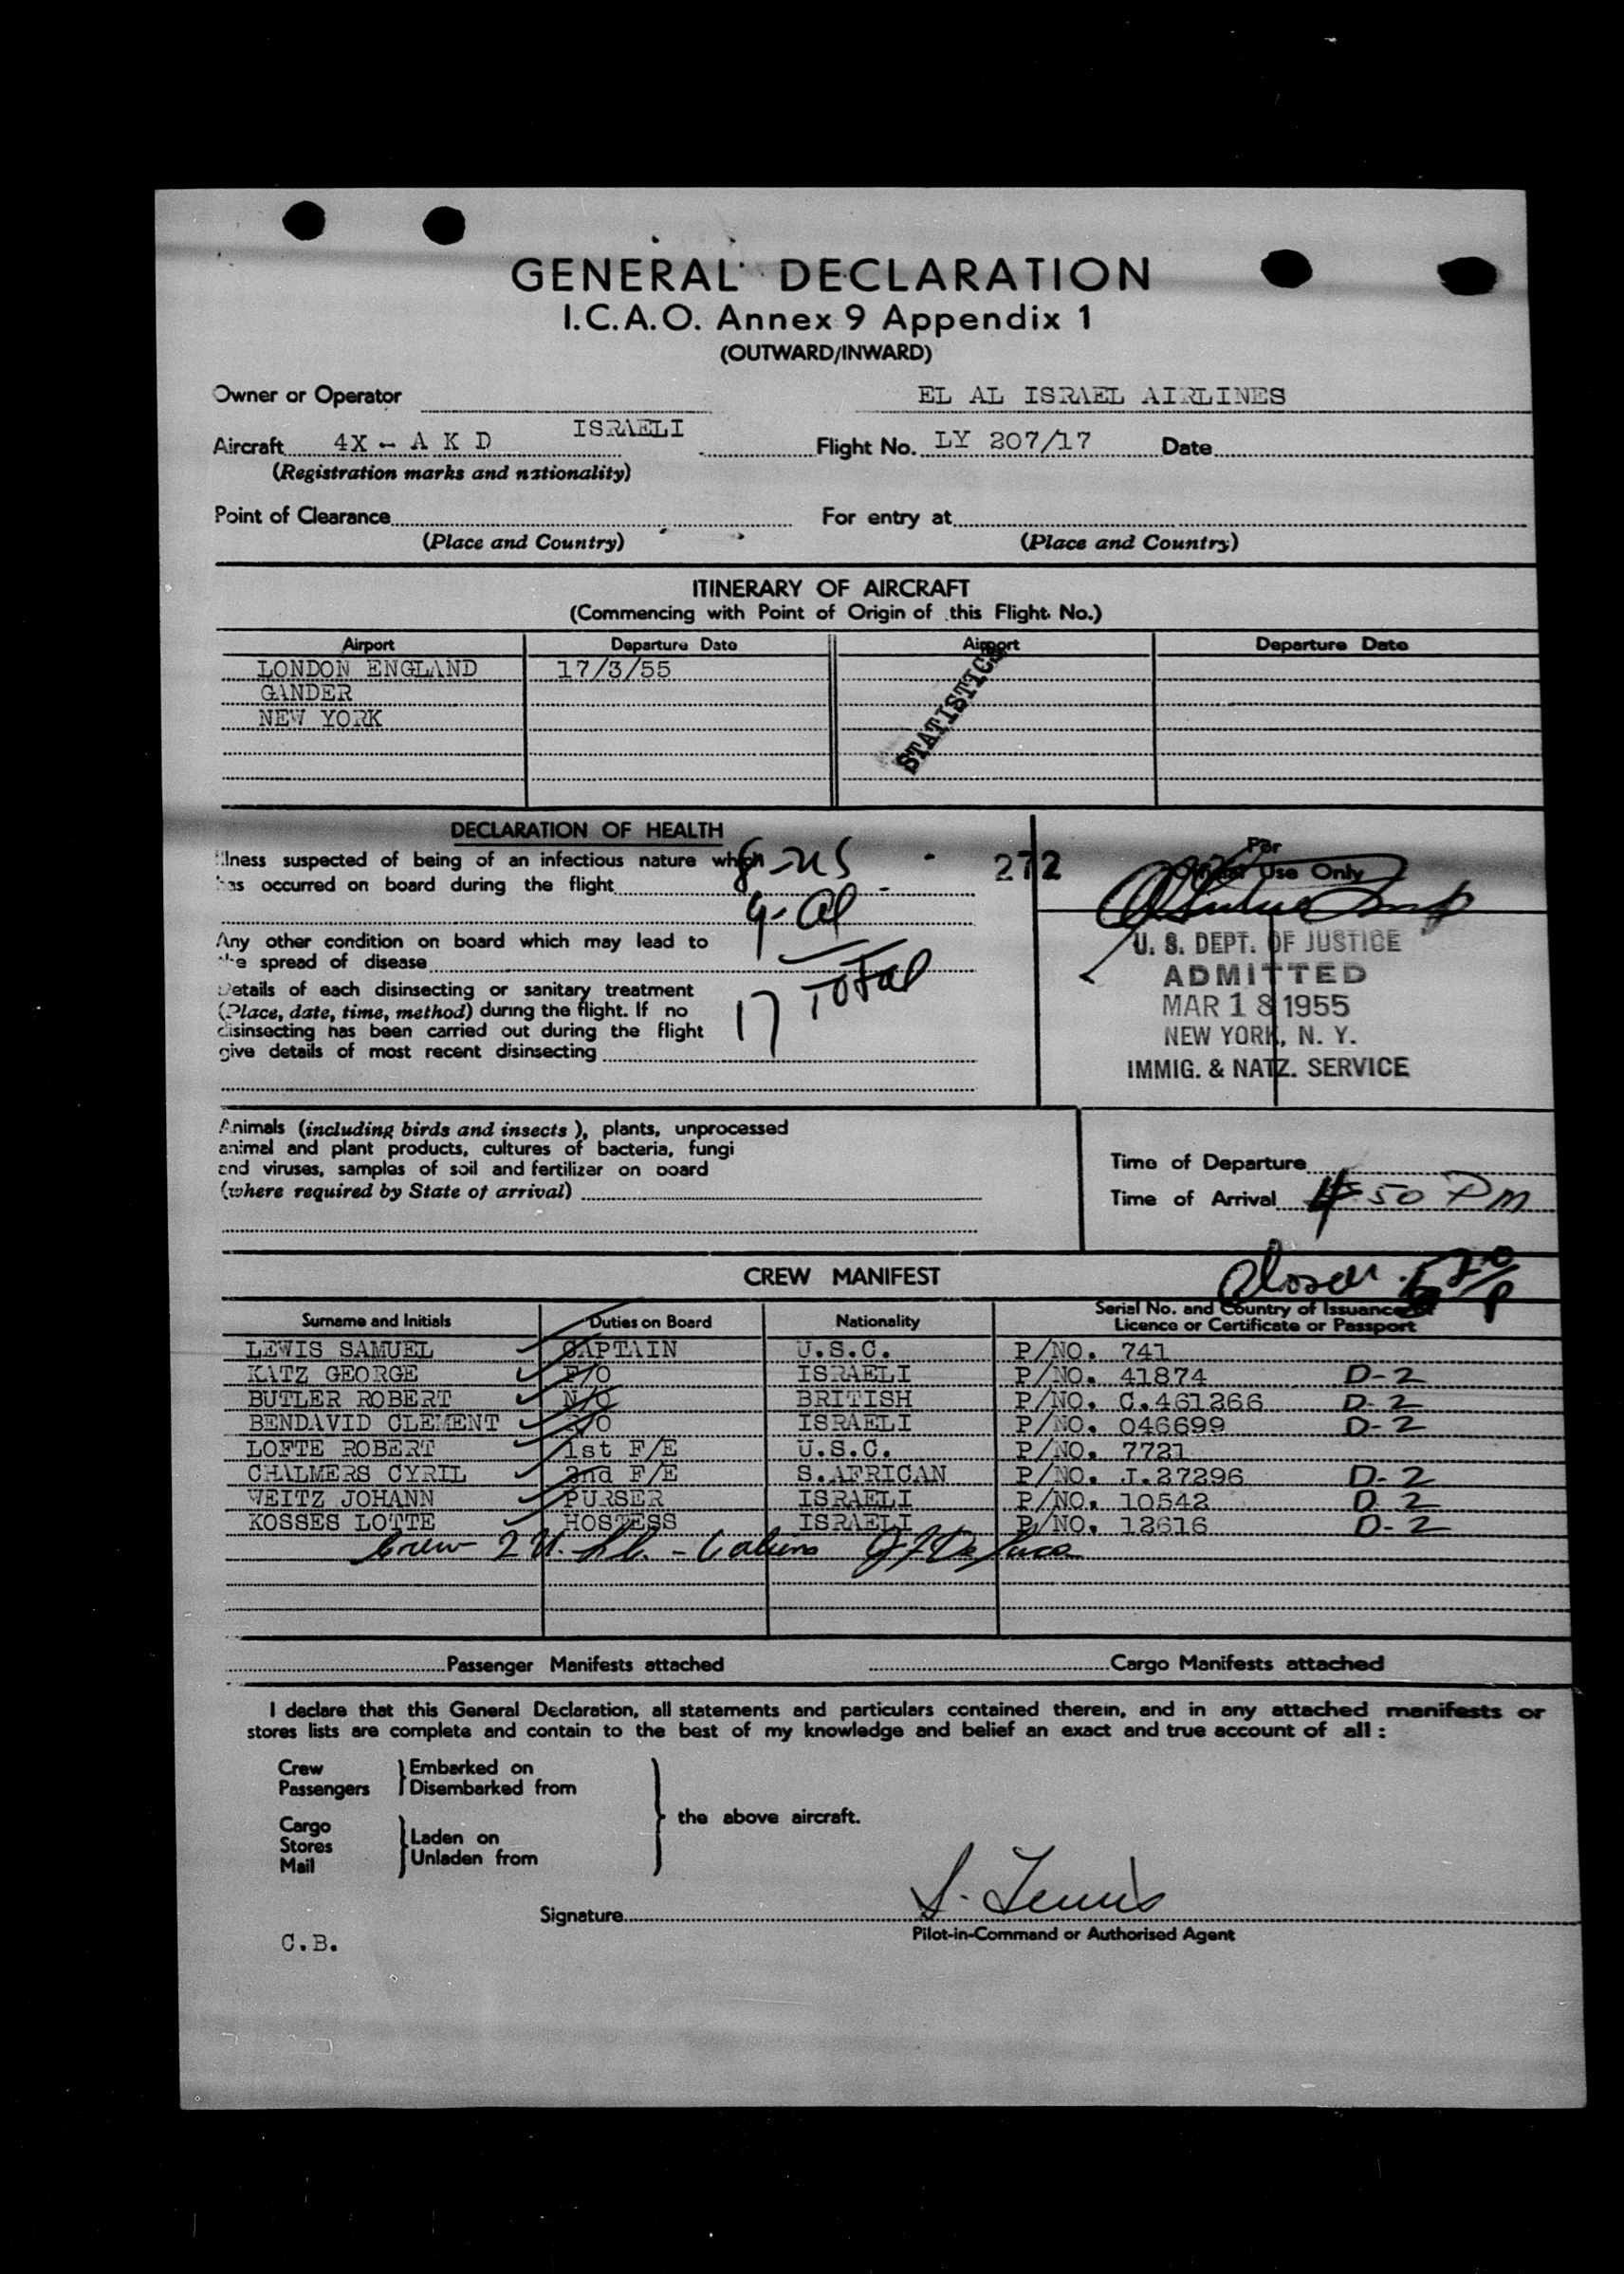 GENERAL DECLARATION
I.C.A.O. Annex 9 Appendix 1
(OUTWARD/INWARD)
Owner or Operator EL AL ISRAEL AIRLINES
Aircraft 4X - A K D ISRAELI Flight No. LY 207/17 Date
(Registration marks and nationality)
Point of Clearance For entry at
(Place and Country) (Place and Country)
ITINERARY OF AIRCRAFT
(Commencing with Point of Origin of this Flight No.)
Airport Departure Date Airport Departure Date
LONDON ENGLAND 17/3/55
GANDER
NEW YORK
STATISTICS
DECLARATION OF HEALTH
Illness suspected of being of an infectious nature which
has occurred on board during the flight
8-US
9-Al
17 Total
272
For
Official Use Only
Any other condition on board which may lead to
the spread of disease
Details of each disinsecting or sanitary treatment
(Place, date, time, method) during the flight. If no
disinsecting has been carried out during the flight
give details of most recent disinsecting
U. S. DEPT. OF JUSTICE
ADMITTED
MAR 18 1955
NEW YORK, N. Y.
IMMIG. & NATZ. SERVICE
Animals (including birds and insects), plants, unprocessed
animal and plant products, cultures of bacteria, fungi
and viruses, samples of soil and fertilizer on board
(where required by State of arrival)
Time of Departure
Time of Arrival 4 50 PM
CREW MANIFEST
Surname and Initials Duties on Board Nationality Serial No. and Country of Issuance of
Licence or Certificate or Passport
LEWIS SAMUEL CAPTAIN U.S.C. P/NO. 741
KATZ GEORGE F/O ISRAELI P/NO. 41874 D-2
BUTLER ROBERT N/O BRITISH P/NO. C.461266 D-2
BENDAVID CLEMENT R/O ISRAELI P/NO. 046699 D-2
LOFTE ROBERT 1st F/E U.S.C. P/NO. 7721
CHALMERS CYRIL 2nd F/E S.AFRICAN P/NO. J.27296 D-2
WEITZ JOHANN PURSER ISRAELI P/NO. 10542 D 2
KOSSES LOTTE HOSTESS ISRAELI P/NO. 12616 D-2
Crew 2 U.S.C. - 6 aliens
Passenger Manifests attached Cargo Manifests attached
I declare that this General Declaration, all statements and particulars contained therein, and in any attached manifests or
stores lists are complete and contain to the best of my knowledge and belief an exact and true account of all :
Crew Embarked on
Passengers Disembarked from
the above aircraft.
Cargo
Stores Laden on
Mail Unladen from
S. Lewis
Signature
Pilot-in-Command or Authorised Agent
C.B.